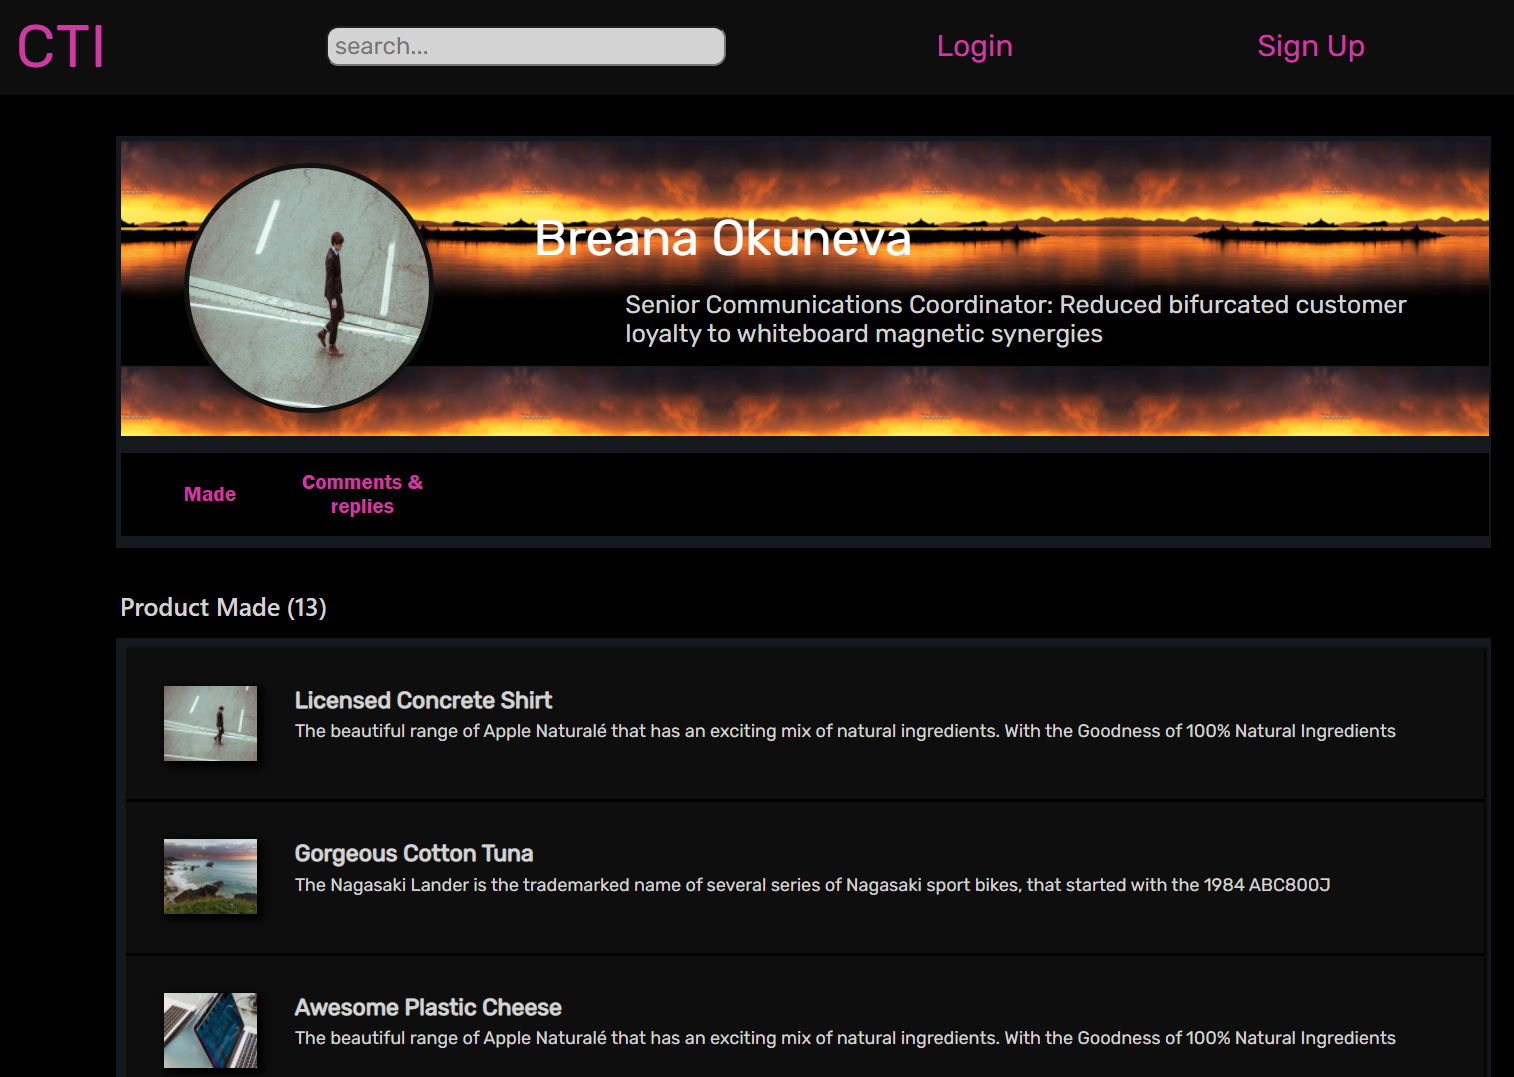 CTI
search...
Login
Sign Up
Breana Okuneva
Senior Communications Coordinator: Reduced bifurcated customer
loyalty to whiteboard magnetic synergies
Made
Comments &
replies
Product Made (13)
Licensed Concrete Shirt
The beautiful range of Apple Naturalé that has an exciting mix of natural ingredients. With the Goodness of 100% Natural Ingredients
Gorgeous Cotton Tuna
The Nagasaki Lander is the trademarked name of several series of Nagasaki sport bikes, that started with the 1984 ABC800J
Awesome Plastic Cheese
The beautiful range of Apple Naturalé that has an exciting mix of natural ingredients. With the Goodness of 100% Natural Ingredients